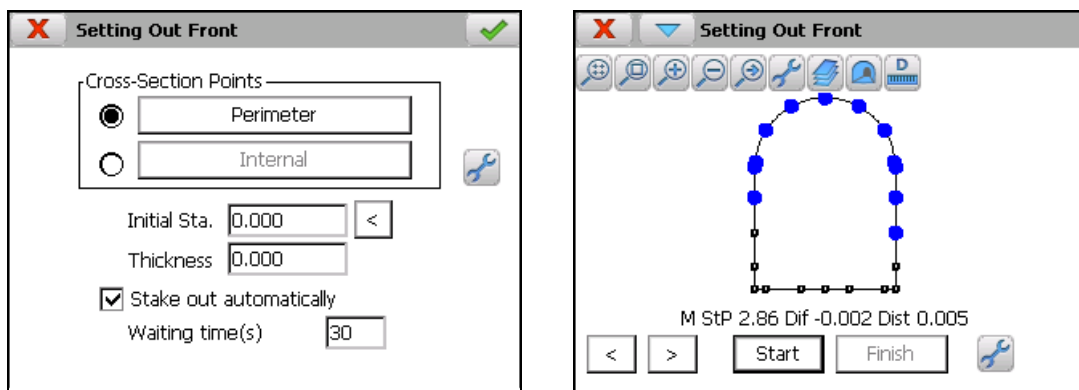 Setting Out Front
Cross-Section Points
Perimeter
Internal
Initial Sta. 0.000 <
Thickness 0.000
Stake out automatically
Waiting time(s) 30
Setting Out Front
D
M StP 2.86 Dif -0.002 Dist 0.005
< > Start Finish